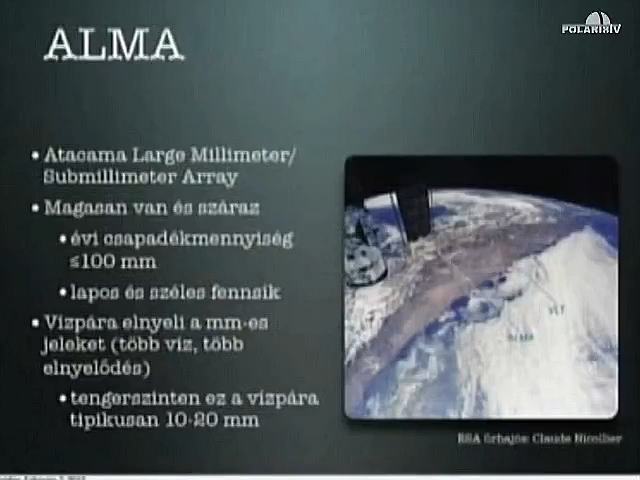 ALMA
POLARIXIV
• Atacama Large Millimeter/
Submillimeter Array
• Magasan van és száraz
• évi csapadékmennyiség
≤100 mm
• lapos és széles fennsík
• Vízpára elnyeli a mm-es
jeleket (több víz, több
elnyelődés)
• tengerszinten ez a vízpára
tipikusan 10-20 mm
VLT
ALMA
ESA űrhajós: Claude Nicollier